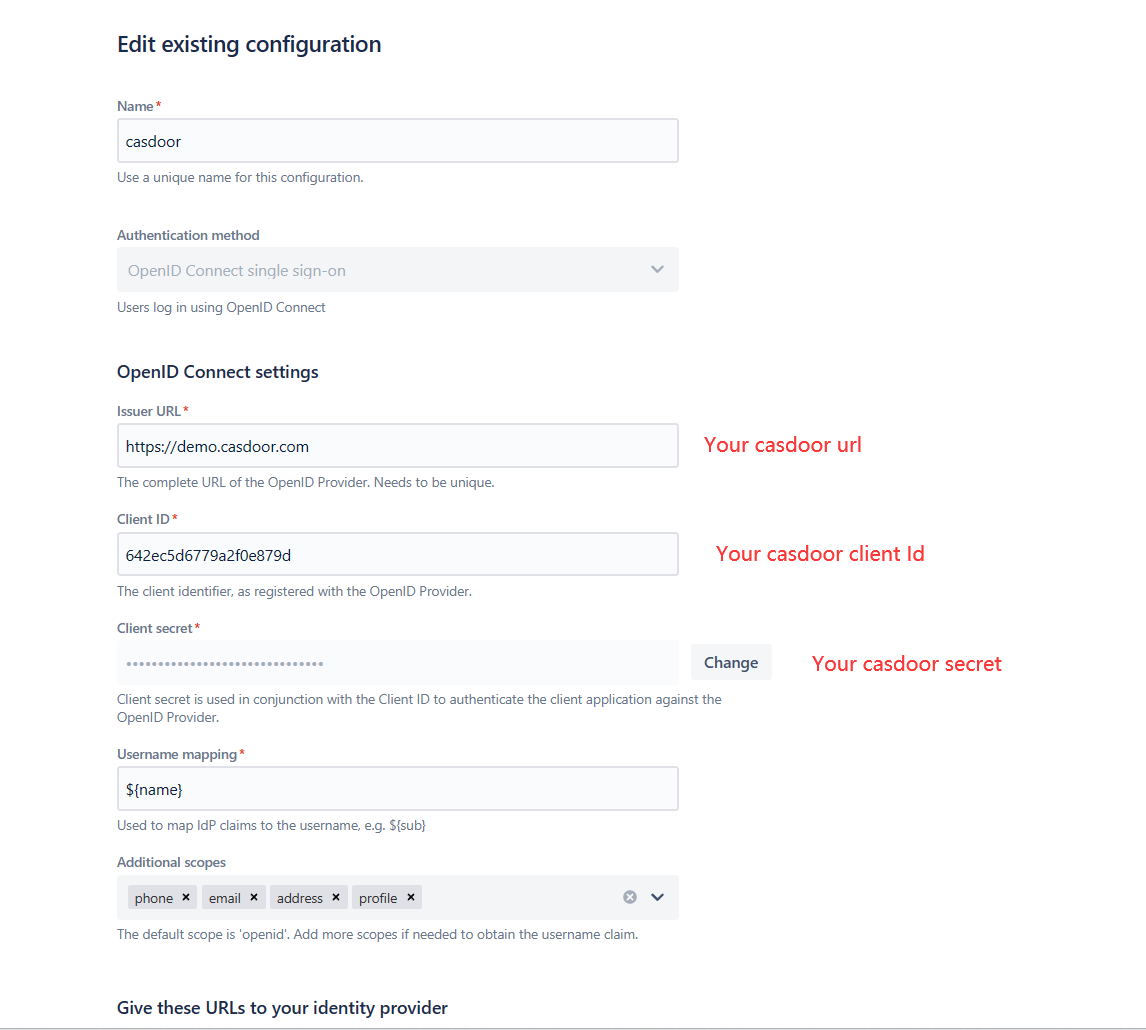 Edit existing configuration
Name*
casdoor
Use a unique name for this configuration.
Authentication method
OpenID Connect single sign-on
Users log in using OpenID Connect
OpenID Connect settings
Issuer URL*
https://demo.casdoor.com Your casdoor url
The complete URL of the OpenID Provider. Needs to be unique.
Client ID*
642ec5d6779a2f0e879d Your casdoor client Id
The client identifier, as registered with the OpenID Provider.
Client secret*
••••••••••••••••••••••••••••••• Change Your casdoor secret
Client secret is used in conjunction with the Client ID to authenticate the client application against the
OpenID Provider.
Username mapping*
${name}
Used to map IdP claims to the username, e.g. ${sub}
Additional scopes
phone × email × address × profile ×
The default scope is 'openid'. Add more scopes if needed to obtain the username claim.
Give these URLs to your identity provider